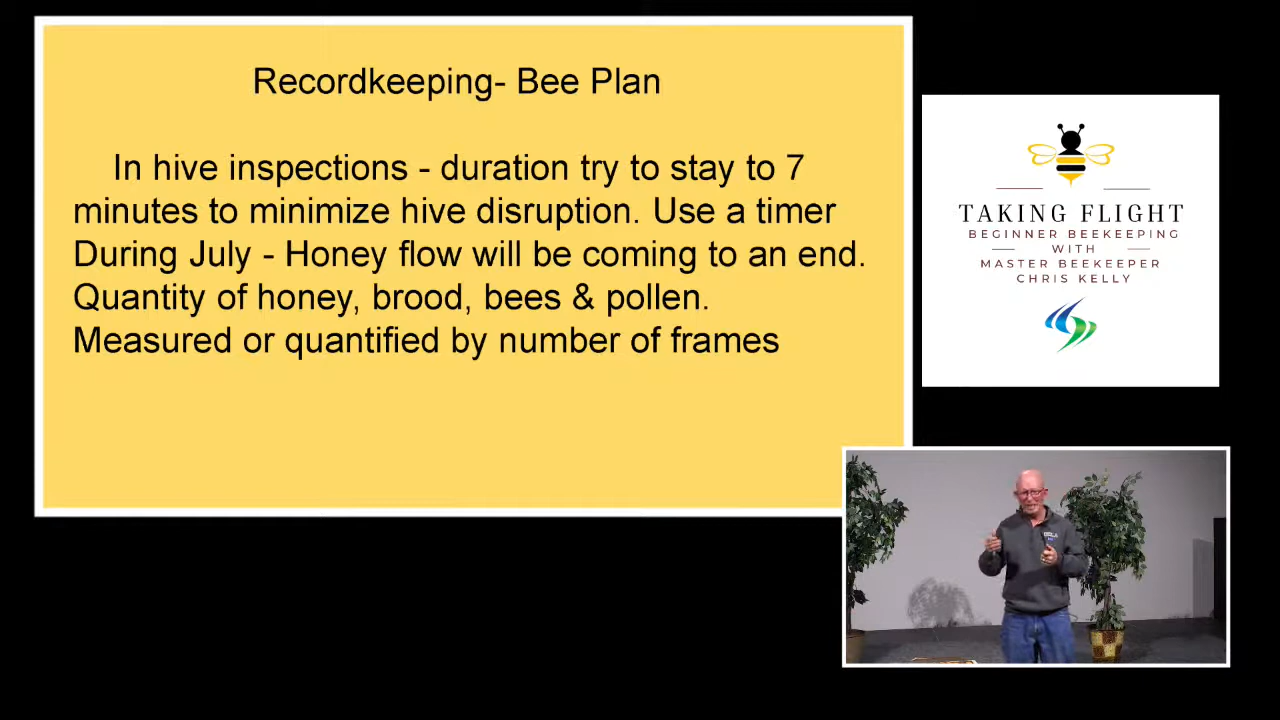 Recordkeeping- Bee Plan
In hive inspections - duration try to stay to 7
minutes to minimize hive disruption. Use a timer
During July - Honey flow will be coming to an end.
Quantity of honey, brood, bees & pollen.
Measured or quantified by number of frames
TAKING FLIGHT
BEGINNER BEEKEEPING
WITH
MASTER BEEKEEPER
CHRIS KELLY